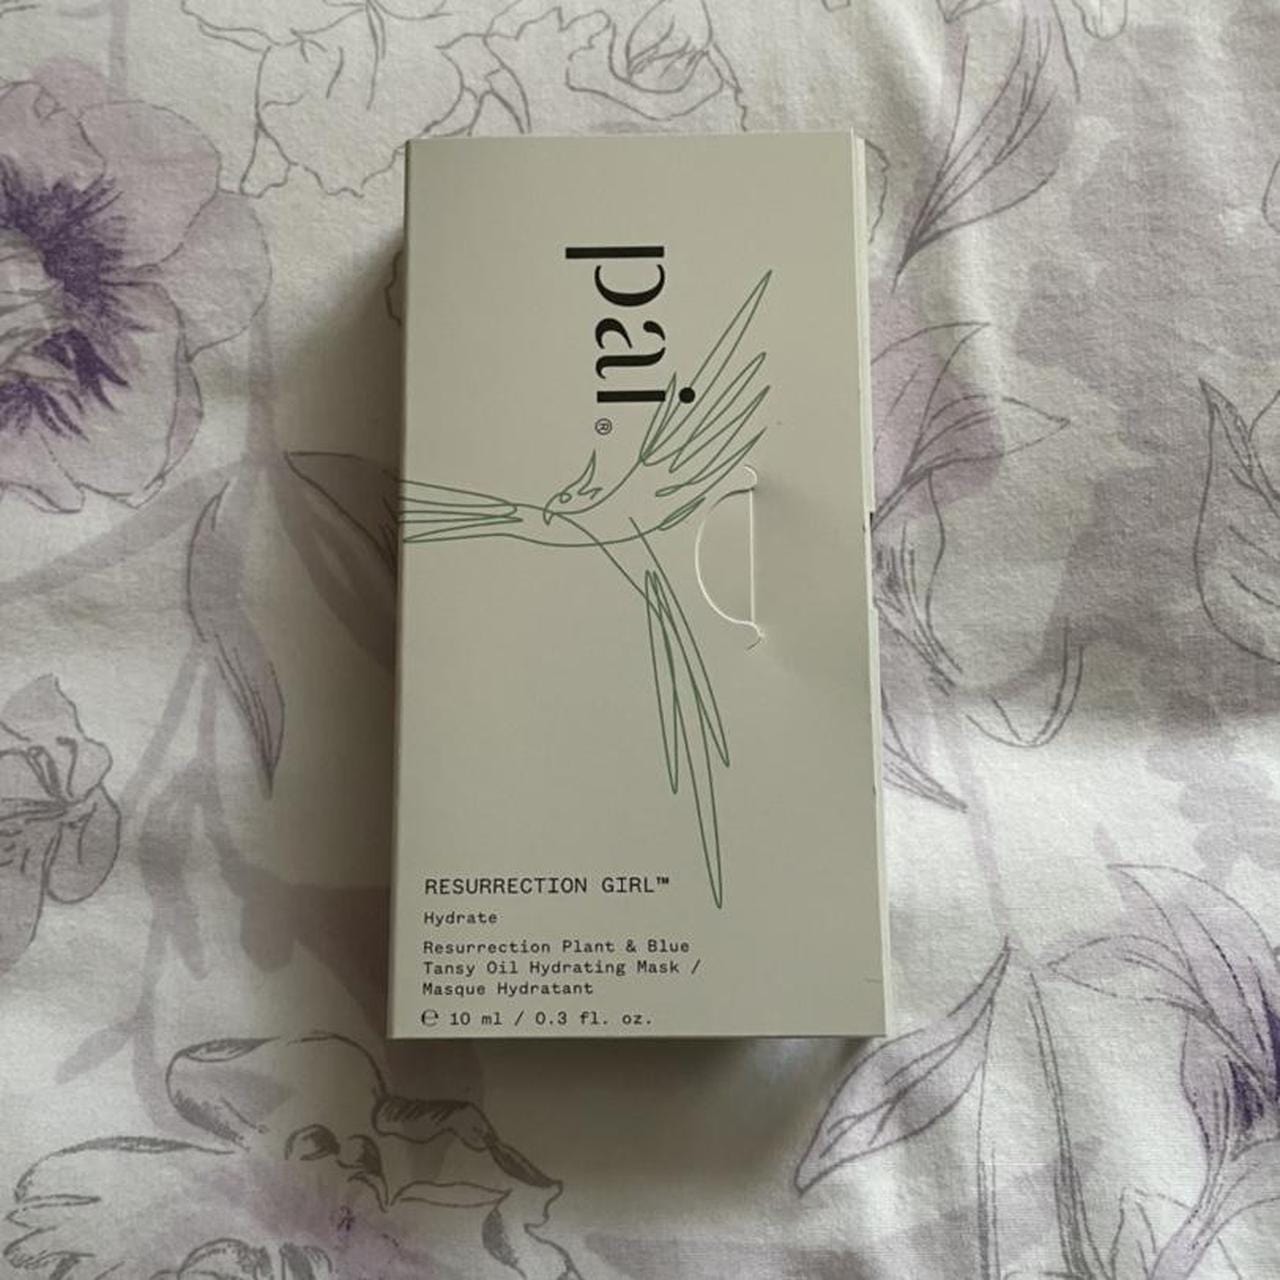 pai®
RESURRECTION GIRL™
Hydrate
Resurrection Plant & Blue
Tansy Oil Hydrating Mask /
Masque Hydratant
℮ 10 ml / 0.3 fl. oz.